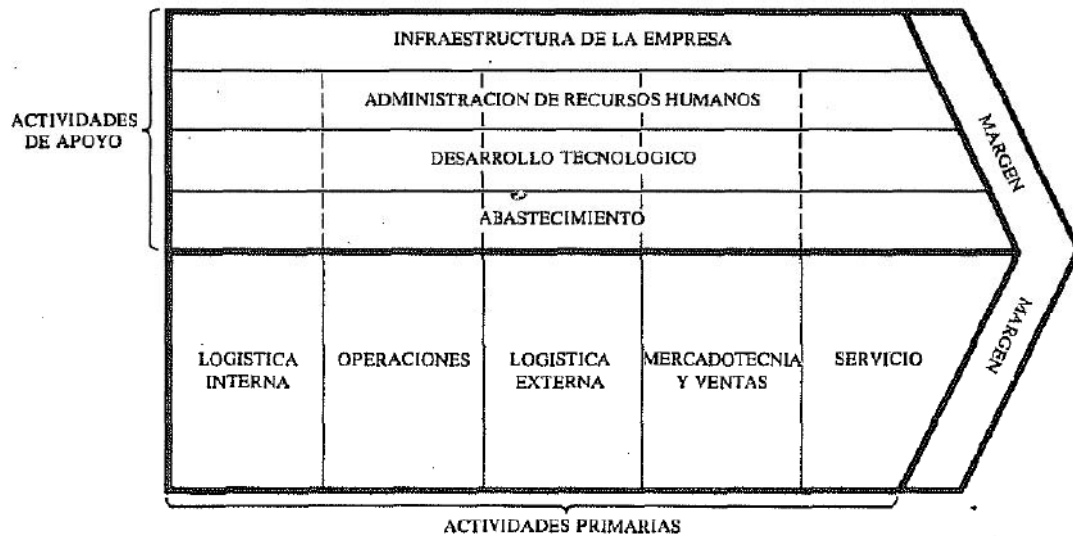 INFRAESTRUCTURA DE LA EMPRESA
ADMINISTRACION DE RECURSOS HUMANOS
ACTIVIDADES
DE APOYO
DESARROLLO TECNOLOGICO
ABASTECIMIENTO
MARGEN
LOGISTICA
INTERNA
OPERACIONES
LOGISTICA
EXTERNA
MERCADOTECNIA
Y VENTAS
SERVICIO
MARGEN
ACTIVIDADES PRIMARIAS